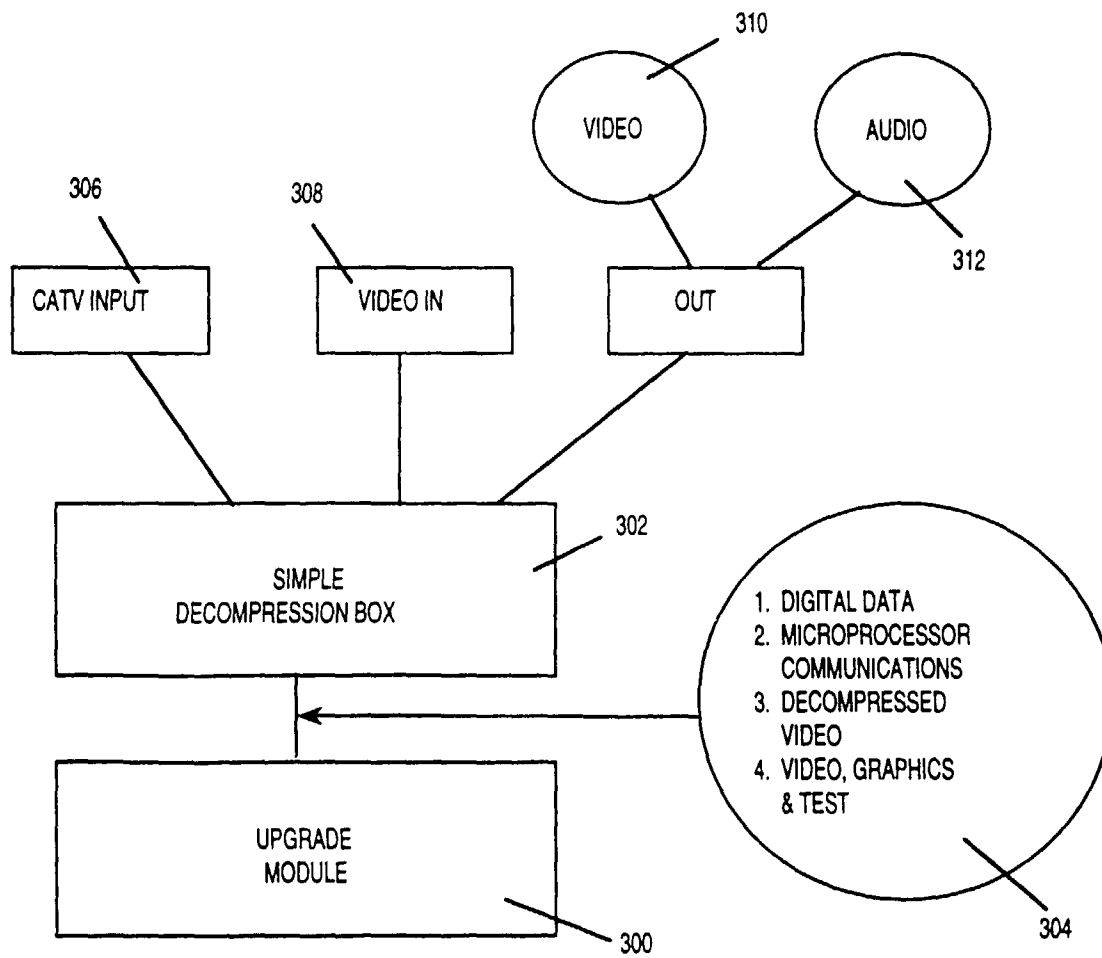 310
VIDEO
AUDIO
306
308
312
CATV INPUT
VIDEO IN
OUT
302
SIMPLE
DECOMPRESSION BOX
1. DIGITAL DATA
2. MICROPROCESSOR
COMMUNICATIONS
3. DECOMPRESSED
VIDEO
4. VIDEO, GRAPHICS
& TEST
UPGRADE
MODULE
300
304